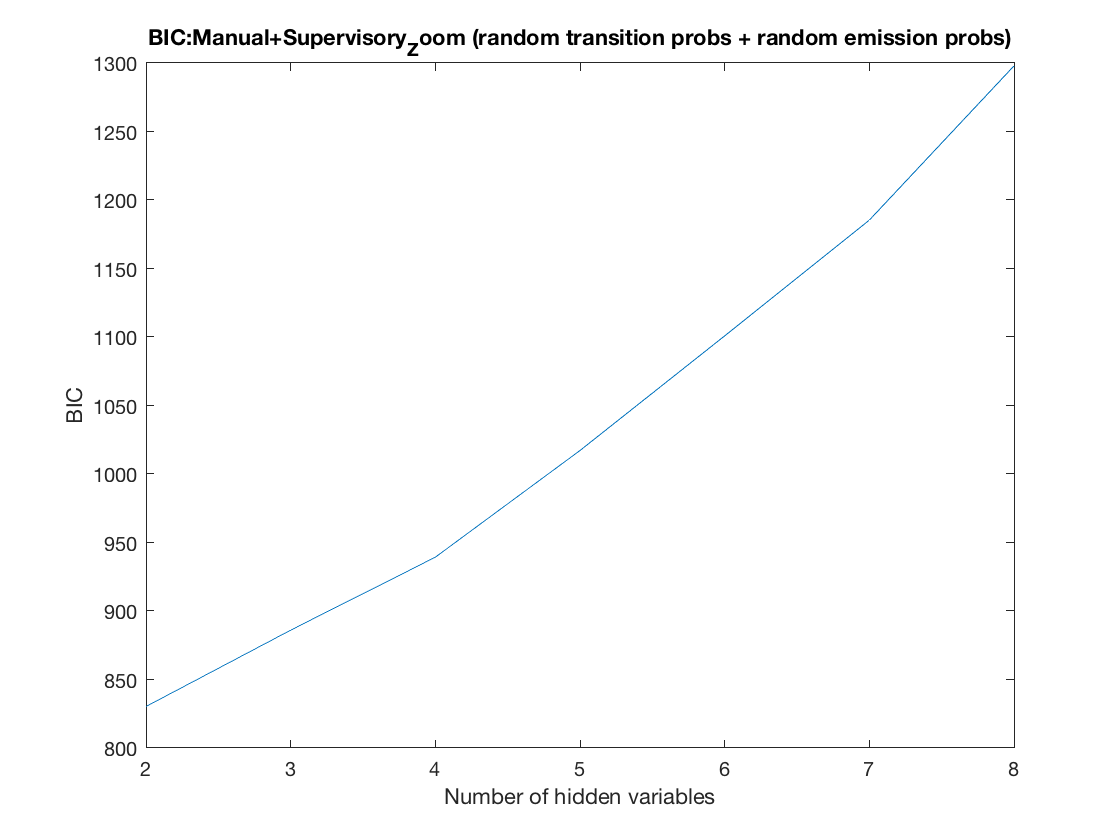 BIC:Manual+Supervisory_Zoom (random transition probs + random emission probs)
1300
1250
1200
1150
1100
1050
1000
950
900
850
800
BIC
2 3 4 5 6 7 8
Number of hidden variables